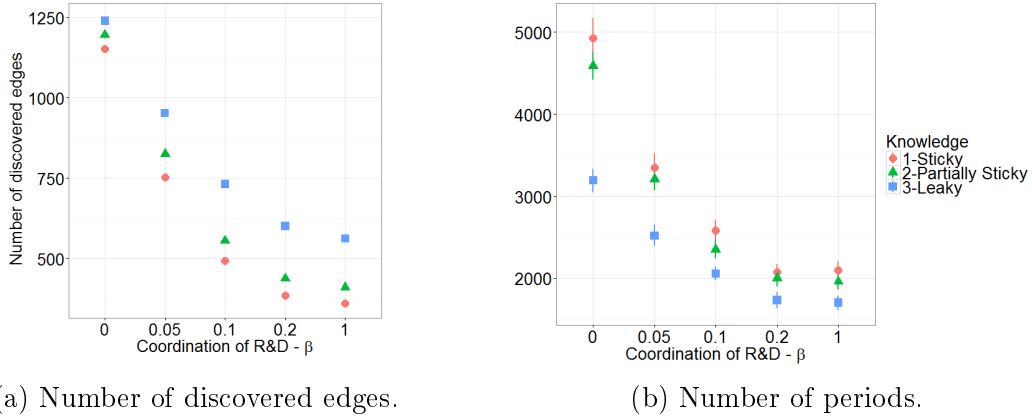 1250
1000
750
500
Number of discovered edges
0 0.05 0.1 0.2 1
Coordination of R&D - β
5000
4000
3000
2000
0 0.05 0.1 0.2 1
Coordination of R&D - β
Knowledge
1-Sticky
2-Partially Sticky
3-Leaky
a) Number of discovered edges.
(b) Number of periods.